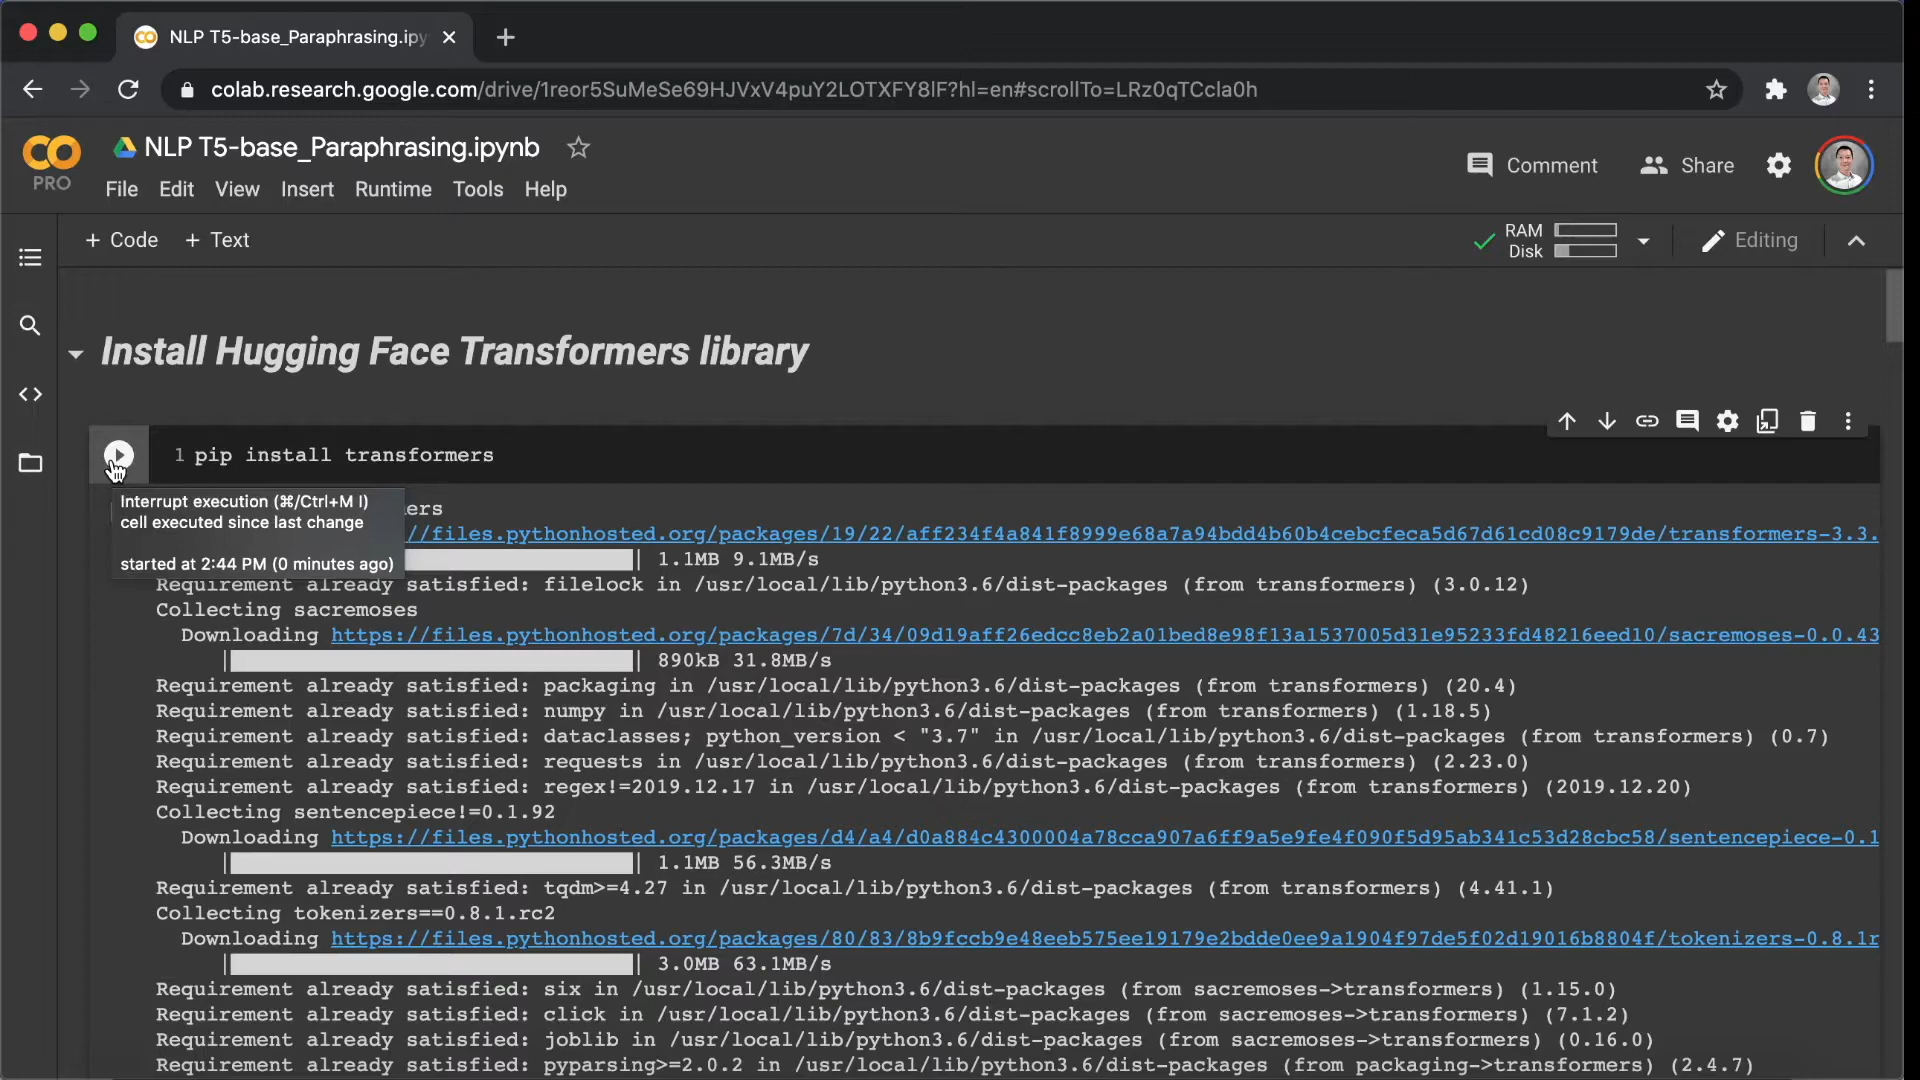 NLP T5-base_Paraphrasing.ipy
colab.research.google.com/drive/1reor5SuMeSe69HJVxV4puY2LOTXFY8lF?hl=en#scrollTo=LRz0qTCcla0h
CO
PRO
NLP T5-base_Paraphrasing.ipynb
File Edit View Insert Runtime Tools Help
Comment
Share
+ Code + Text
RAM
Disk
Editing
Install Hugging Face Transformers library
1 pip install transformers
Interrupt execution (⌘/Ctrl+M I)
cell executed since last change
started at 2:44 PM (0 minutes ago)
ers
//files.pythonhosted.org/packages/19/22/aff234f4a841f8999e68a7a94bdd4b60b4cebcfeca5d67d61cd08c9179de/transformers-3.3.
1.1MB 9.1MB/s
Requirement already satisfied: filelock in /usr/local/lib/python3.6/dist-packages (from transformers) (3.0.12)
Collecting sacremoses
Downloading https://files.pythonhosted.org/packages/7d/34/09d19aff26edcc8eb2a01bed8e98f13a1537005d31e95233fd48216eed10/sacremoses-0.0.43
890kB 31.8MB/s
Requirement already satisfied: packaging in /usr/local/lib/python3.6/dist-packages (from transformers) (20.4)
Requirement already satisfied: numpy in /usr/local/lib/python3.6/dist-packages (from transformers) (1.18.5)
Requirement already satisfied: dataclasses; python_version < "3.7" in /usr/local/lib/python3.6/dist-packages (from transformers) (0.7)
Requirement already satisfied: requests in /usr/local/lib/python3.6/dist-packages (from transformers) (2.23.0)
Requirement already satisfied: regex!=2019.12.17 in /usr/local/lib/python3.6/dist-packages (from transformers) (2019.12.20)
Collecting sentencepiece!=0.1.92
Downloading https://files.pythonhosted.org/packages/d4/a4/d0a884c4300004a78cca907a6ff9a5e9fe4f090f5d95ab341c53d28cbc58/sentencepiece-0.1
1.1MB 56.3MB/s
Requirement already satisfied: tqdm>=4.27 in /usr/local/lib/python3.6/dist-packages (from transformers) (4.41.1)
Collecting tokenizers==0.8.1.rc2
Downloading https://files.pythonhosted.org/packages/80/83/8b9fccb9e48eeb575ee19179e2bdde0ee9a1904f97de5f02d19016b8804f/tokenizers-0.8.1r
3.0MB 63.1MB/s
Requirement already satisfied: six in /usr/local/lib/python3.6/dist-packages (from sacremoses->transformers) (1.15.0)
Requirement already satisfied: click in /usr/local/lib/python3.6/dist-packages (from sacremoses->transformers) (7.1.2)
Requirement already satisfied: joblib in /usr/local/lib/python3.6/dist-packages (from sacremoses->transformers) (0.16.0)
Requirement already satisfied: pyparsing>=2.0.2 in /usr/local/lib/python3.6/dist-packages (from packaging->transformers) (2.4.7)